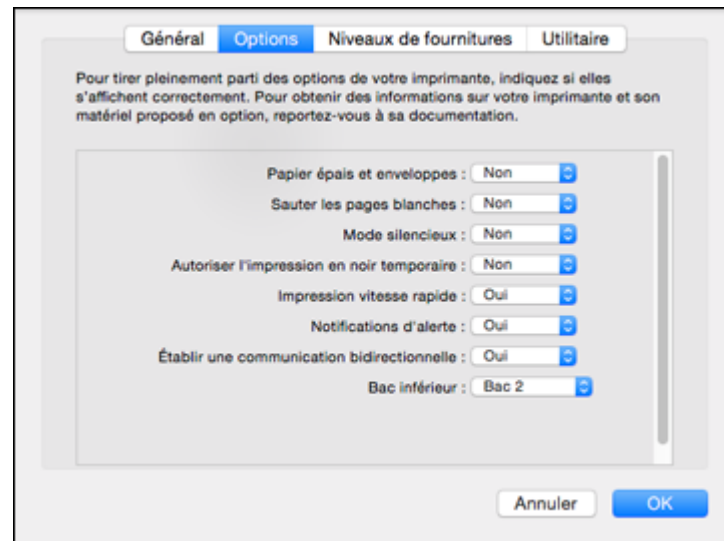 Général Options Niveaux de fournitures Utilitaire
Pour tirer pleinement parti des options de votre imprimante, indiquez si elles
s'affichent correctement. Pour obtenir des informations sur votre imprimante et son
matériel proposé en option, reportez-vous à sa documentation.
Papier épais et enveloppes : Non
Sauter les pages blanches : Non
Mode silencieux : Non
Autoriser l'impression en noir temporaire : Non
Impression vitesse rapide : Oui
Notifications d'alerte : Oui
Établir une communication bidirectionnelle : Oui
Bac inférieur : Bac 2
Annuler OK